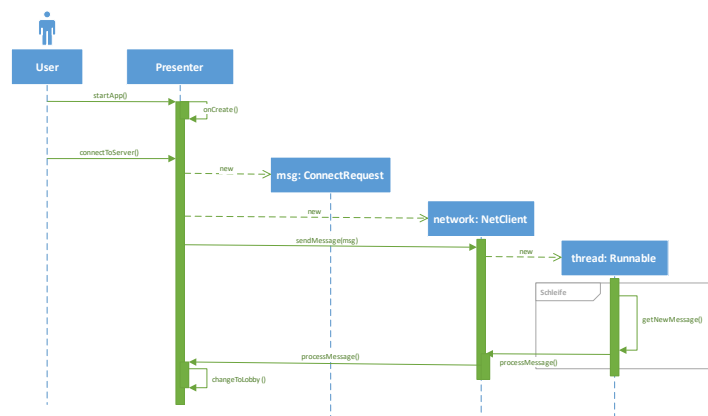 User
Presenter
startApp()
onCreate()
connectToServer()
new
msg: ConnectRequest
new
network: NetClient
sendMessage(msg)
new
thread: Runnable
Schleife
getNewMessage()
processMessage()
processMessage()
changeToLobby()